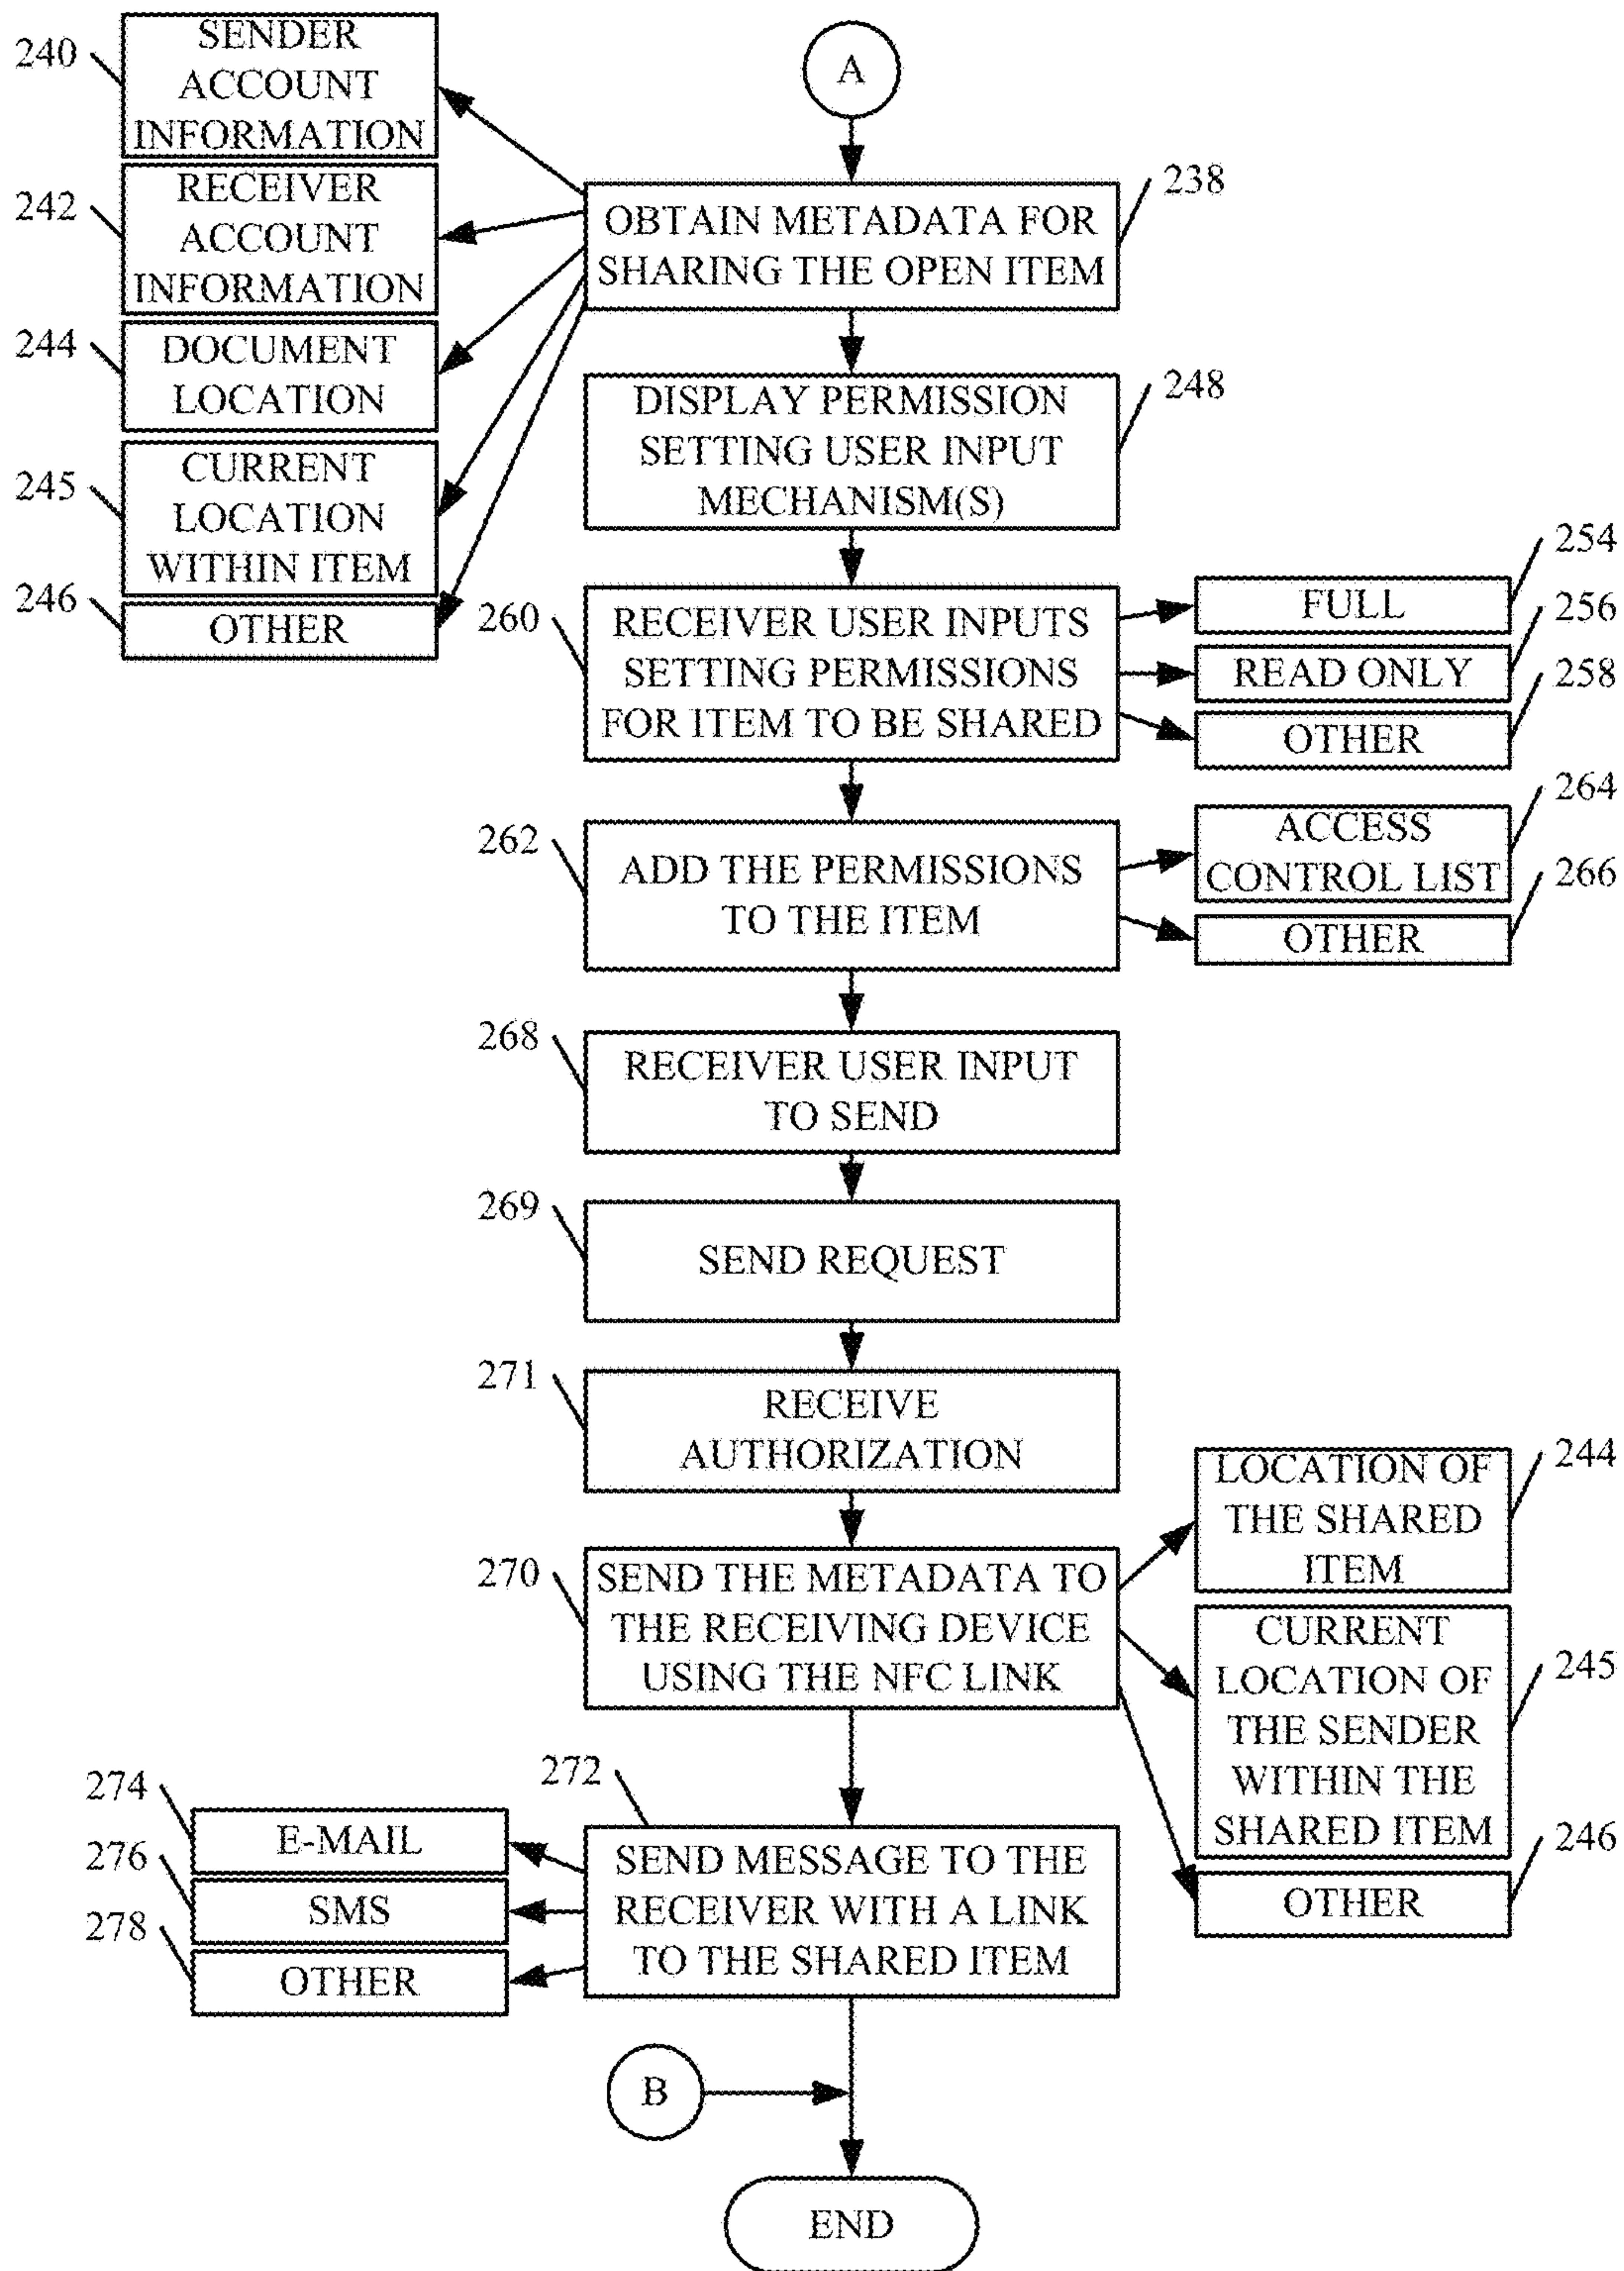 A
240
SENDER
ACCOUNT
INFORMATION
242
RECEIVER
ACCOUNT
INFORMATION
244
DOCUMENT
LOCATION
245
CURRENT
LOCATION
WITHIN ITEM
246
OTHER
238
OBTAIN METADATA FOR
SHARING THE OPEN ITEM
248
DISPLAY PERMISSION
SETTING USER INPUT
MECHANISM(S)
260
RECEIVER USER INPUTS
SETTING PERMISSIONS
FOR ITEM TO BE SHARED
254
FULL
256
READ ONLY
258
OTHER
262
ADD THE PERMISSIONS
TO THE ITEM
264
ACCESS
CONTROL LIST
266
OTHER
268
RECEIVER USER INPUT
TO SEND
269
SEND REQUEST
271
RECEIVE
AUTHORIZATION
270
SEND THE METADATA TO
THE RECEIVING DEVICE
USING THE NFC LINK
244
LOCATION OF
THE SHARED
ITEM
245
CURRENT
LOCATION OF
THE SENDER
WITHIN THE
SHARED ITEM
246
OTHER
272
SEND MESSAGE TO THE
RECEIVER WITH A LINK
TO THE SHARED ITEM
274
E-MAIL
276
SMS
278
OTHER
B
END